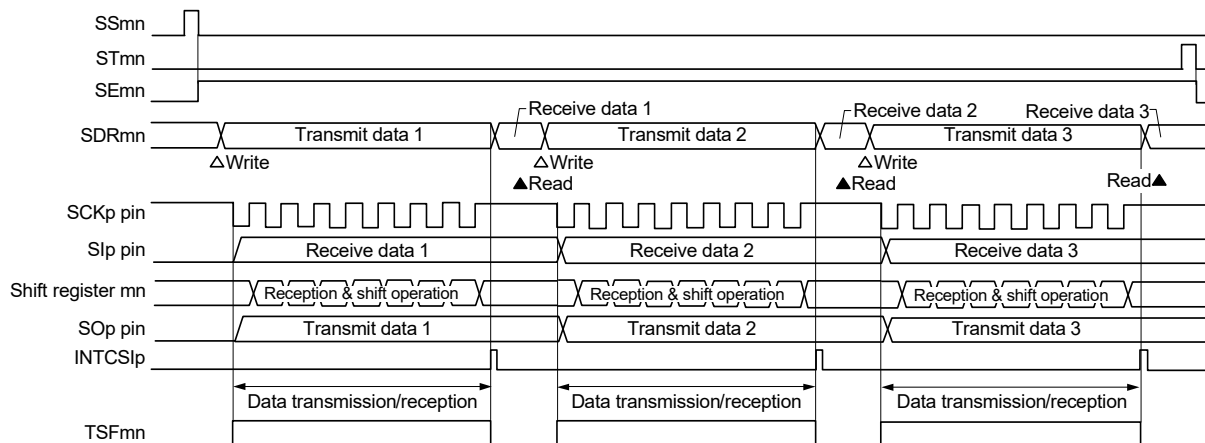 SSmn
STmn
SEmn
Receive data 1 Receive data 2 Receive data 3
SDRmn Transmit data 1 Transmit data 2 Transmit data 3
△Write △Write △Write
▲Read ▲Read Read▲
SCKp pin
SIp pin Receive data 1 Receive data 2 Receive data 3
Shift register mn Reception & shift operation Reception & shift operation Reception & shift operation
SOp pin Transmit data 1 Transmit data 2 Transmit data 3
INTCSIp
Data transmission/reception Data transmission/reception Data transmission/reception
TSFmn